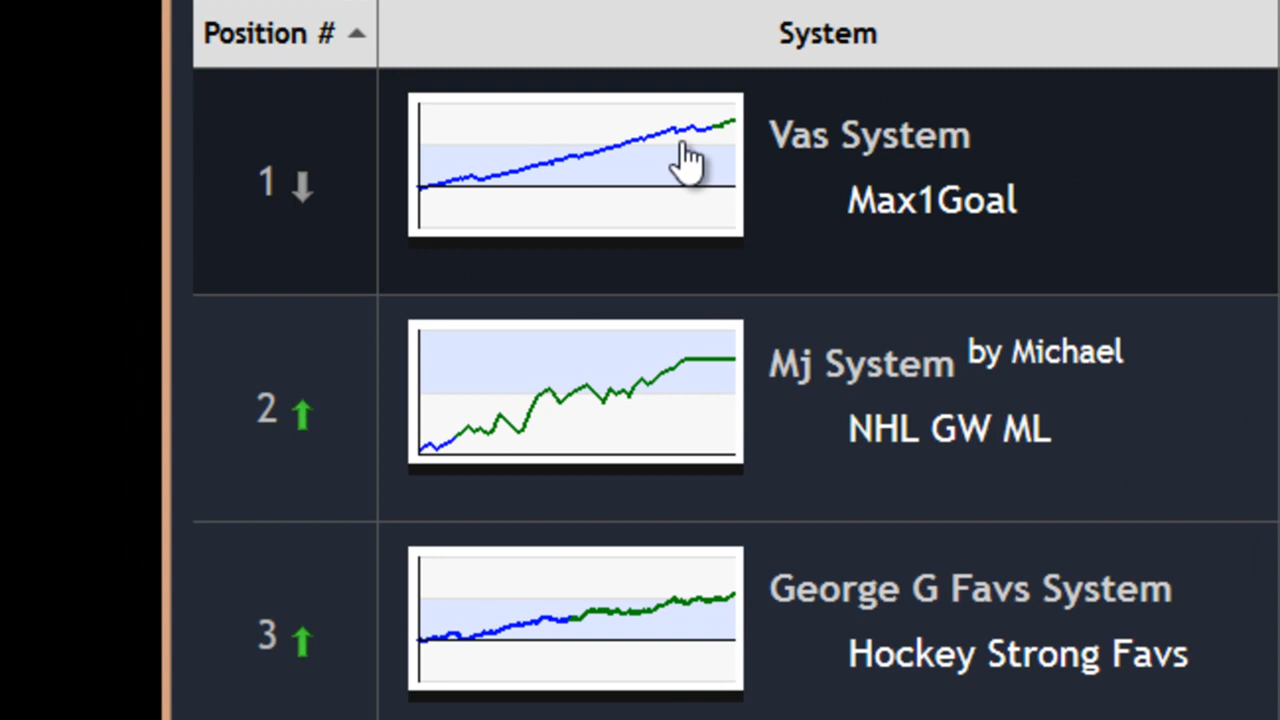 Position #
System
1
Vas System
Max1Goal
2
Mj System by Michael
NHL GW ML
3
George G Favs System
Hockey Strong Favs